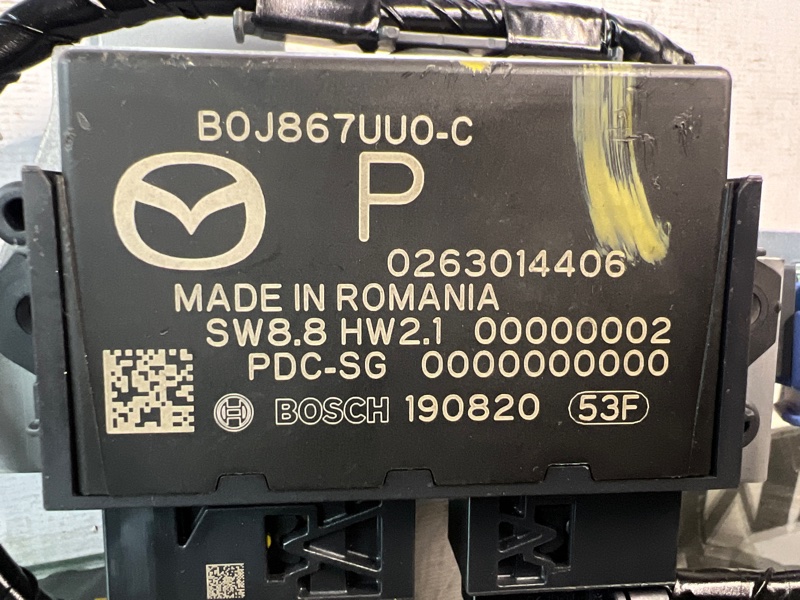 B0J867UU0-C
P
0263014406
MADE IN ROMANIA
SW8.8 HW2.1 00000002
PDC-SG 0000000000
BOSCH 190820 53F